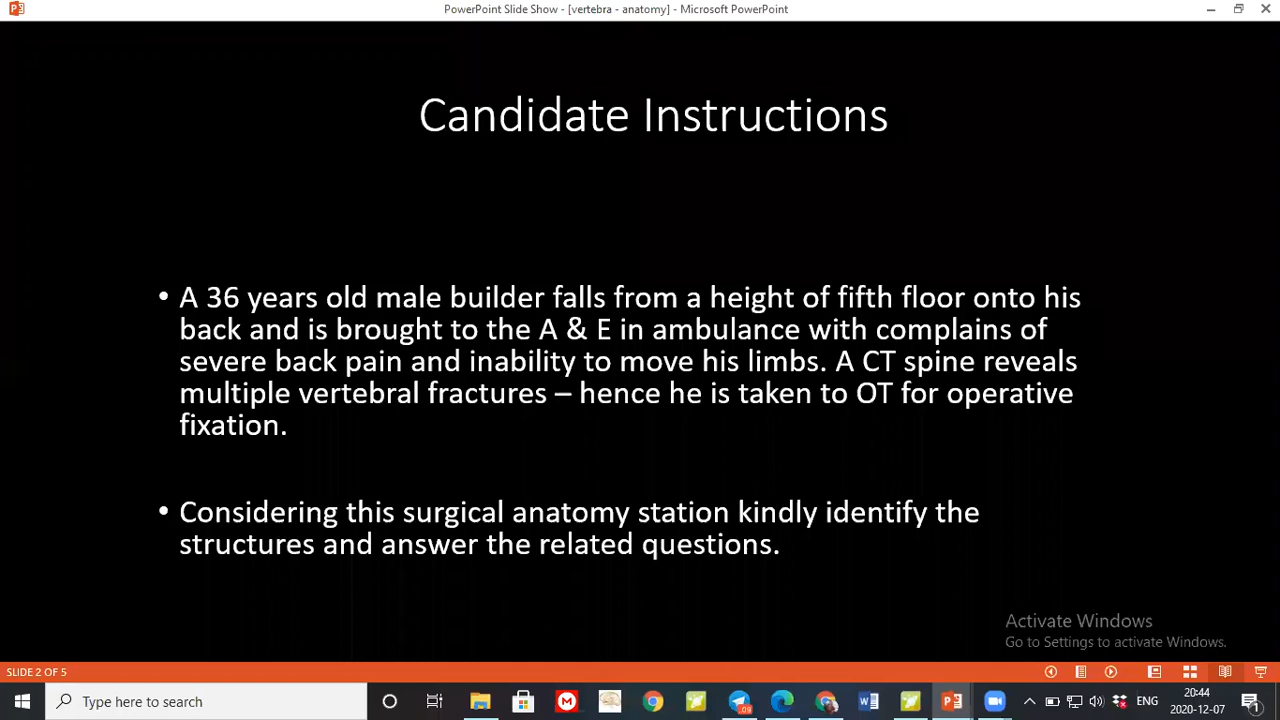 PowerPoint Slide Show - [vertebra - anatomy] - Microsoft PowerPoint
Candidate Instructions
• A 36 years old male builder falls from a height of fifth floor onto his
back and is brought to the A & E in ambulance with complains of
severe back pain and inability to move his limbs. A CT spine reveals
multiple vertebral fractures – hence he is taken to OT for operative
fixation.
• Considering this surgical anatomy station kindly identify the
structures and answer the related questions.
Activate Windows
Go to Settings to activate Windows.
SLIDE 2 OF 5
Type here to search
ENG
20:44
2020-12-07